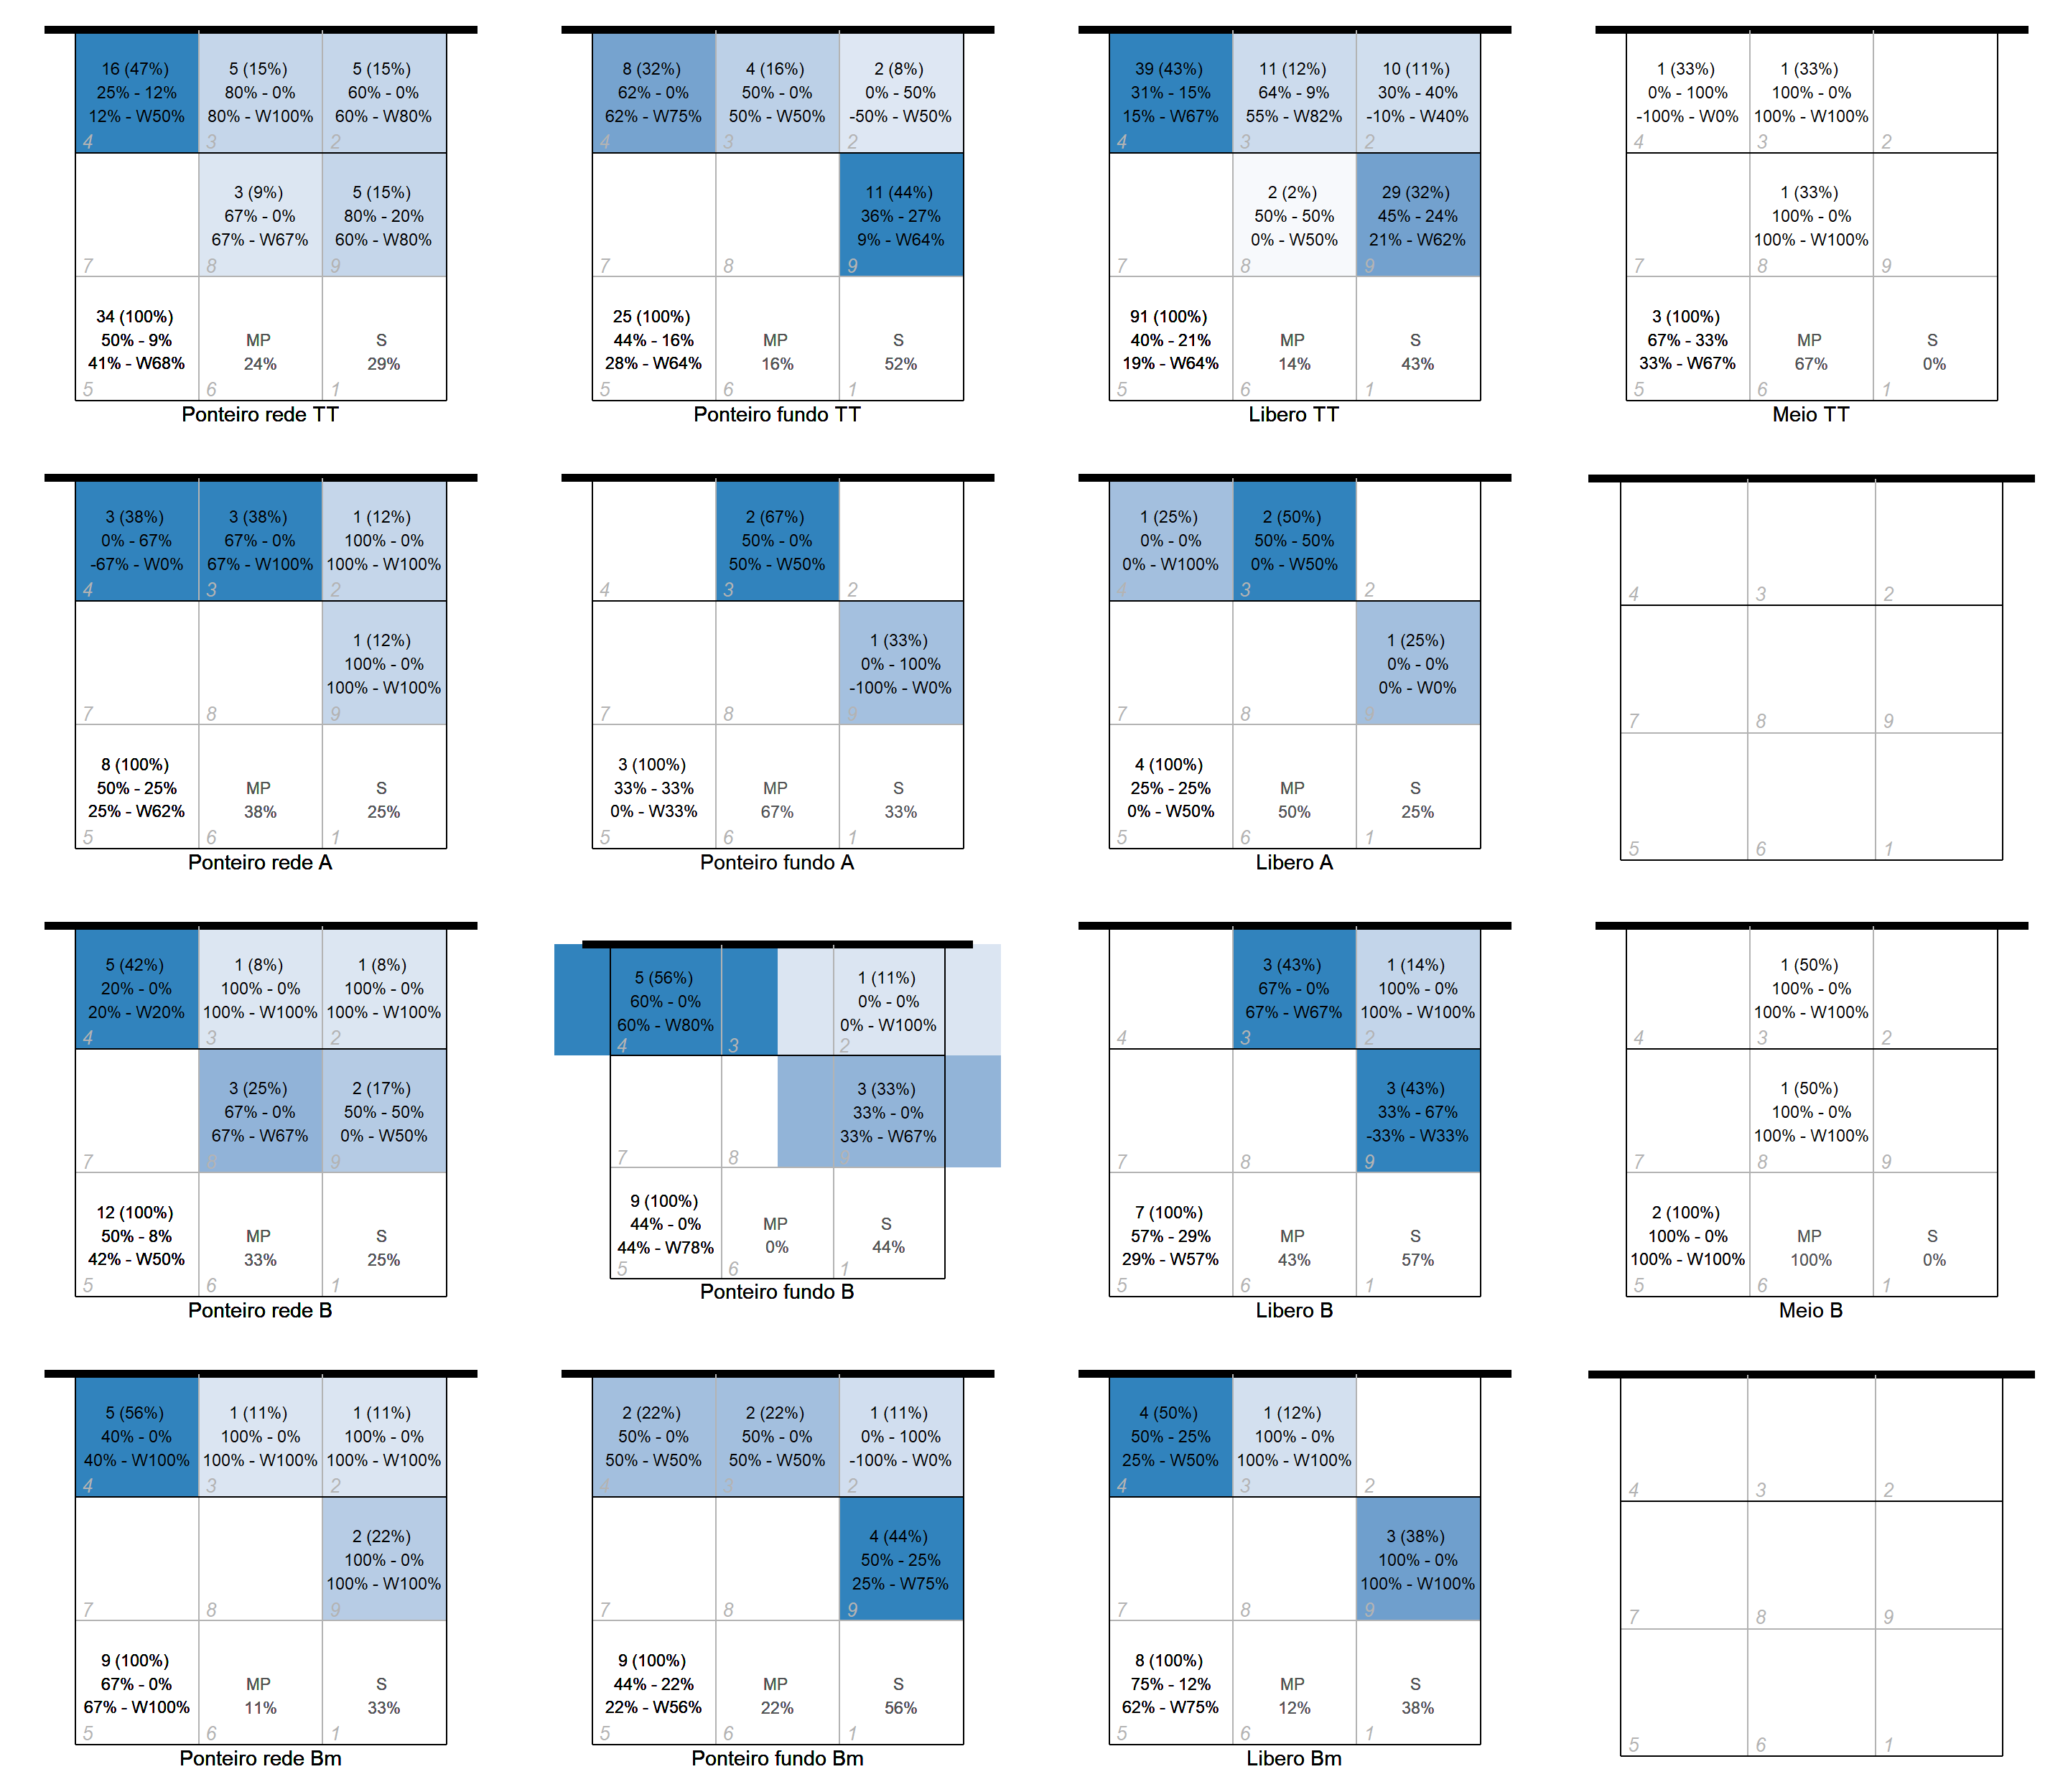 16 (47%)
25% - 12%
12% - W50%
4
5 (15%)
80% - 0%
80% - W100%
3
5 (15%)
60% - 0%
60% - W80%
2
7
3 (9%)
67% - 0%
67% - W67%
8
5 (15%)
80% - 20%
60% - W80%
9
34 (100%)
50% - 9%
41% - W68%
5
MP
24%
6
S
29%
1
Ponteiro rede TT
8 (32%)
62% - 0%
62% - W75%
4
4 (16%)
50% - 0%
50% - W50%
3
2 (8%)
0% - 50%
-50% - W50%
2
7
8
11 (44%)
36% - 27%
9% - W64%
9
25 (100%)
44% - 16%
28% - W64%
5
MP
16%
6
S
52%
1
Ponteiro fundo TT
39 (43%)
31% - 15%
15% - W67%
4
11 (12%)
64% - 9%
55% - W82%
3
10 (11%)
30% - 40%
-10% - W40%
2
7
2 (2%)
50% - 50%
0% - W50%
8
29 (32%)
45% - 24%
21% - W62%
9
91 (100%)
40% - 21%
19% - W64%
5
MP
14%
6
S
43%
1
Libero TT
1 (33%)
0% - 100%
-100% - W0%
4
1 (33%)
100% - 0%
100% - W100%
3
2
7
1 (33%)
100% - 0%
100% - W100%
8
9
3 (100%)
67% - 33%
33% - W67%
5
MP
67%
6
S
0%
1
Meio TT
3 (38%)
0% - 67%
-67% - W0%
4
3 (38%)
67% - 0%
67% - W100%
3
1 (12%)
100% - 0%
100% - W100%
2
7
8
1 (12%)
100% - 0%
100% - W100%
9
8 (100%)
50% - 25%
25% - W62%
5
MP
38%
6
S
25%
1
Ponteiro rede A
4
2 (67%)
50% - 0%
50% - W50%
3
2
7
8
1 (33%)
0% - 100%
-100% - W0%
9
3 (100%)
33% - 33%
0% - W33%
5
MP
67%
6
S
33%
1
Ponteiro fundo A
1 (25%)
0% - 0%
0% - W100%
4
2 (50%)
50% - 50%
0% - W50%
3
2
7
8
1 (25%)
0% - 0%
0% - W0%
9
4 (100%)
25% - 25%
0% - W50%
5
MP
50%
6
S
25%
1
Libero A
4
3
2
7
8
9
5
6
1
5 (42%)
20% - 0%
20% - W20%
4
1 (8%)
100% - 0%
100% - W100%
3
1 (8%)
100% - 0%
100% - W100%
2
7
3 (25%)
67% - 0%
67% - W67%
8
2 (17%)
50% - 50%
0% - W50%
9
12 (100%)
50% - 8%
42% - W50%
5
MP
33%
6
S
25%
1
Ponteiro rede B
5 (56%)
60% - 0%
60% - W80%
4
3
1 (11%)
0% - 0%
0% - W100%
2
7
8
3 (33%)
33% - 0%
33% - W67%
9
9 (100%)
44% - 0%
44% - W78%
5
MP
0%
6
S
44%
1
Ponteiro fundo B
4
3 (43%)
67% - 0%
67% - W67%
3
1 (14%)
100% - 0%
100% - W100%
2
7
8
3 (43%)
33% - 67%
-33% - W33%
9
7 (100%)
57% - 29%
29% - W57%
5
MP
43%
6
S
57%
1
Libero B
4
1 (50%)
100% - 0%
100% - W100%
3
2
7
1 (50%)
100% - 0%
100% - W100%
8
9
2 (100%)
100% - 0%
100% - W100%
5
MP
100%
6
S
0%
1
Meio B
5 (56%)
40% - 0%
40% - W100%
4
1 (11%)
100% - 0%
100% - W100%
3
1 (11%)
100% - 0%
100% - W100%
2
7
8
2 (22%)
100% - 0%
100% - W100%
9
9 (100%)
67% - 0%
67% - W100%
5
MP
11%
6
S
33%
1
Ponteiro rede Bm
2 (22%)
50% - 0%
50% - W50%
4
2 (22%)
50% - 0%
50% - W50%
3
1 (11%)
0% - 100%
-100% - W0%
2
7
8
4 (44%)
50% - 25%
25% - W75%
9
9 (100%)
44% - 22%
22% - W56%
5
MP
22%
6
S
56%
1
Ponteiro fundo Bm
4 (50%)
50% - 25%
25% - W50%
4
1 (12%)
100% - 0%
100% - W100%
3
2
7
8
3 (38%)
100% - 0%
100% - W100%
9
8 (100%)
75% - 12%
62% - W75%
5
MP
12%
6
S
38%
1
Libero Bm
4
3
2
7
8
9
5
6
1